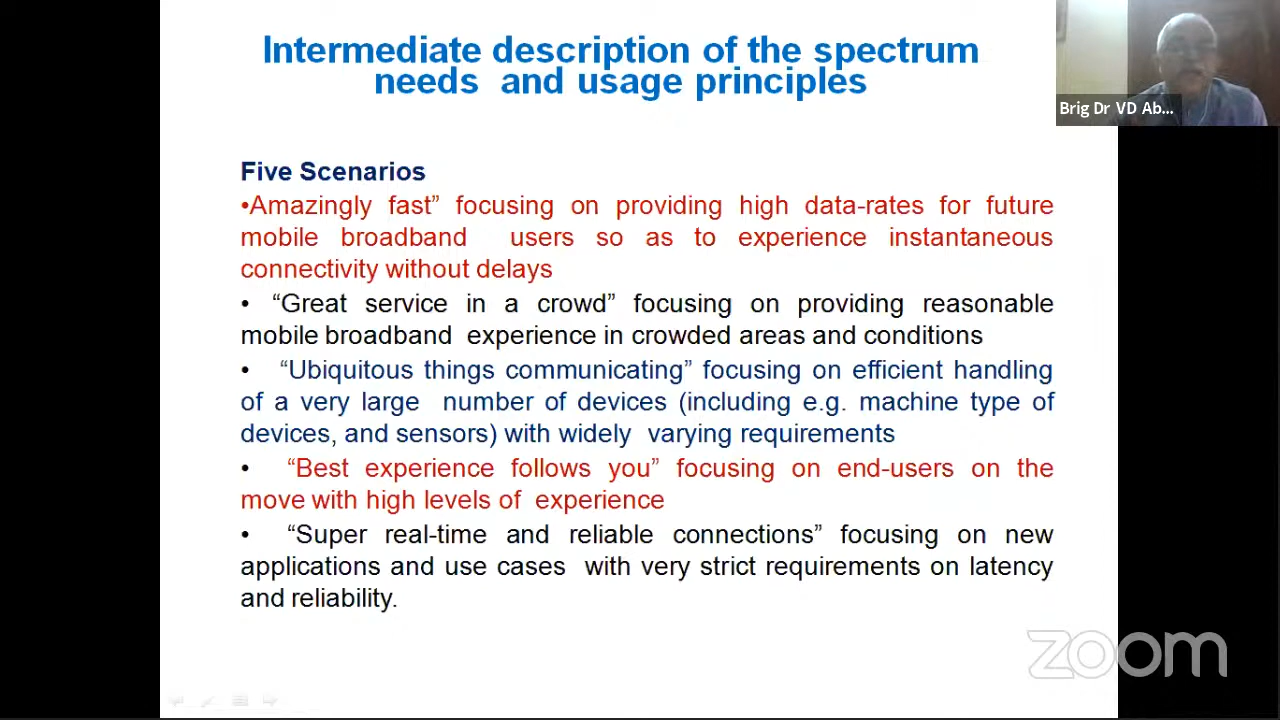 Intermediate description of the spectrum
needs and usage principles
Brig Dr VD Ab...
Five Scenarios
•Amazingly fast” focusing on providing high data-rates for future
mobile broadband users so as to experience instantaneous
connectivity without delays
• “Great service in a crowd” focusing on providing reasonable
mobile broadband experience in crowded areas and conditions
• “Ubiquitous things communicating” focusing on efficient handling
of a very large number of devices (including e.g. machine type of
devices, and sensors) with widely varying requirements
• “Best experience follows you” focusing on end-users on the
move with high levels of experience
• “Super real-time and reliable connections” focusing on new
applications and use cases with very strict requirements on latency
and reliability.
zoom